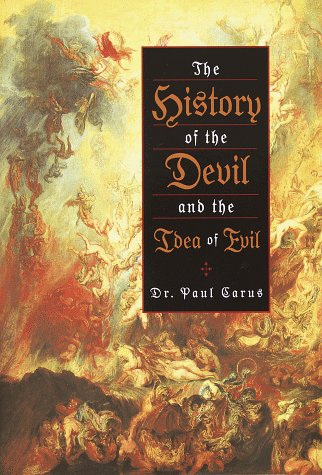 The
History
of the
Devil
and the
Idea of Evil
Dr. Paul Carus